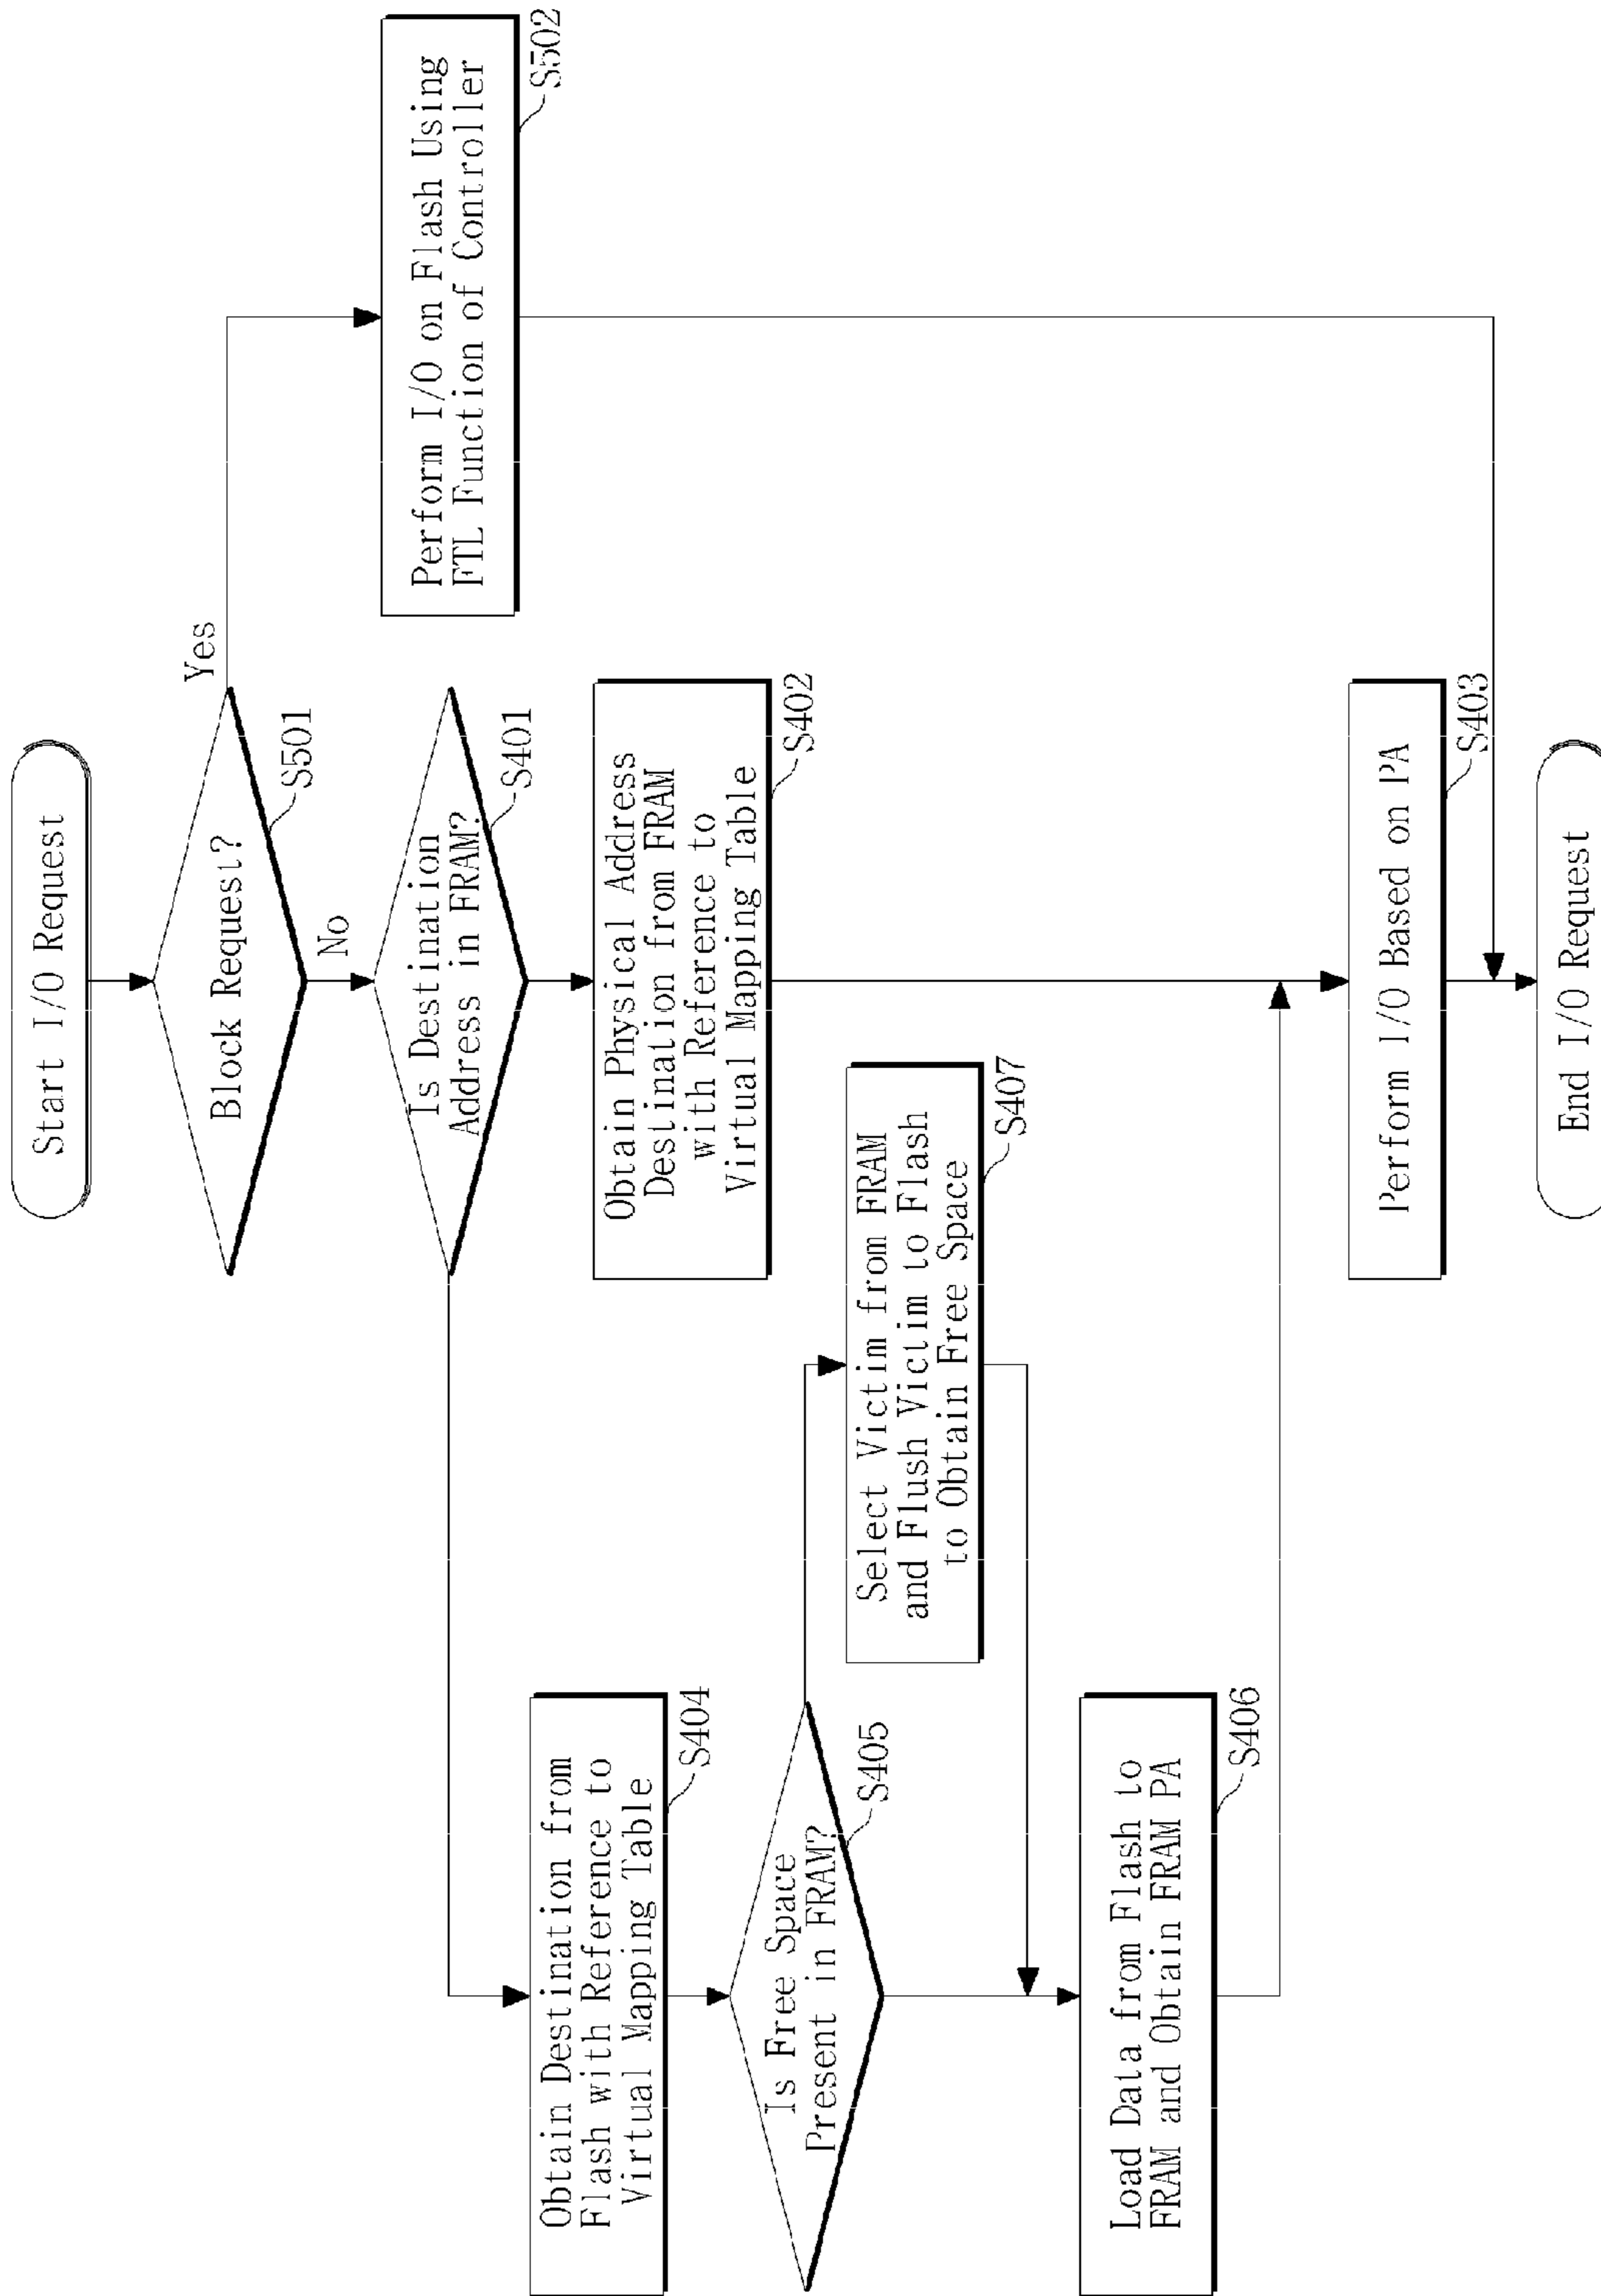 Start I/O Request
Block Request?
S501
Yes
No
Perform I/O on Flash Using
FTL Function of Controller
S502
Is Destination
Address in FRAM?
S401
Obtain Physical Address
Destination from FRAM
with Reference to
Virtual Mapping Table
S402
Obtain Destination from
Flash with Reference to
Virtual Mapping Table
S404
Is Free Space
Present in FRAM?
S405
Select Victim from FRAM
and Flush Victim to Flash
to Obtain Free Space
S407
Load Data from Flash to
FRAM and Obtain FRAM PA
S406
Perform I/O Based on PA
S403
End I/O Request